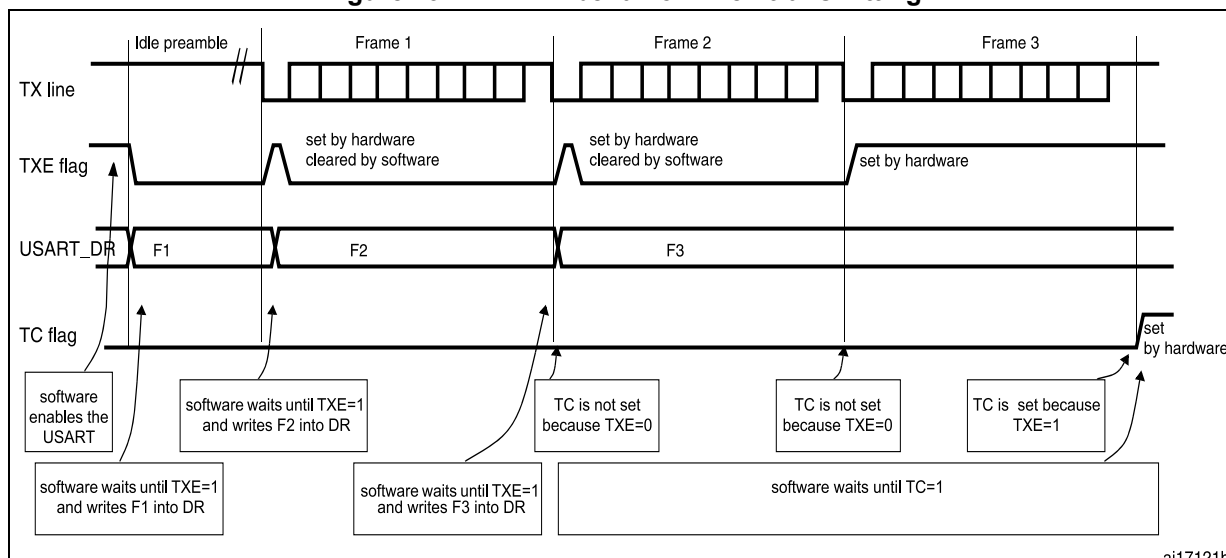 Idle preamble
Frame 1
Frame 2
Frame 3
TX line
TXE flag
set by hardware
cleared by software
set by hardware
cleared by software
set by hardware
USART_DR
F1
F2
F3
TC flag
set
by hardware
software
enables the
USART
software waits until TXE=1
and writes F2 into DR
TC is not set
because TXE=0
TC is not set
because TXE=0
TC is set because
TXE=1
software waits until TXE=1
and writes F1 into DR
software waits until TXE=1
and writes F3 into DR
software waits until TC=1